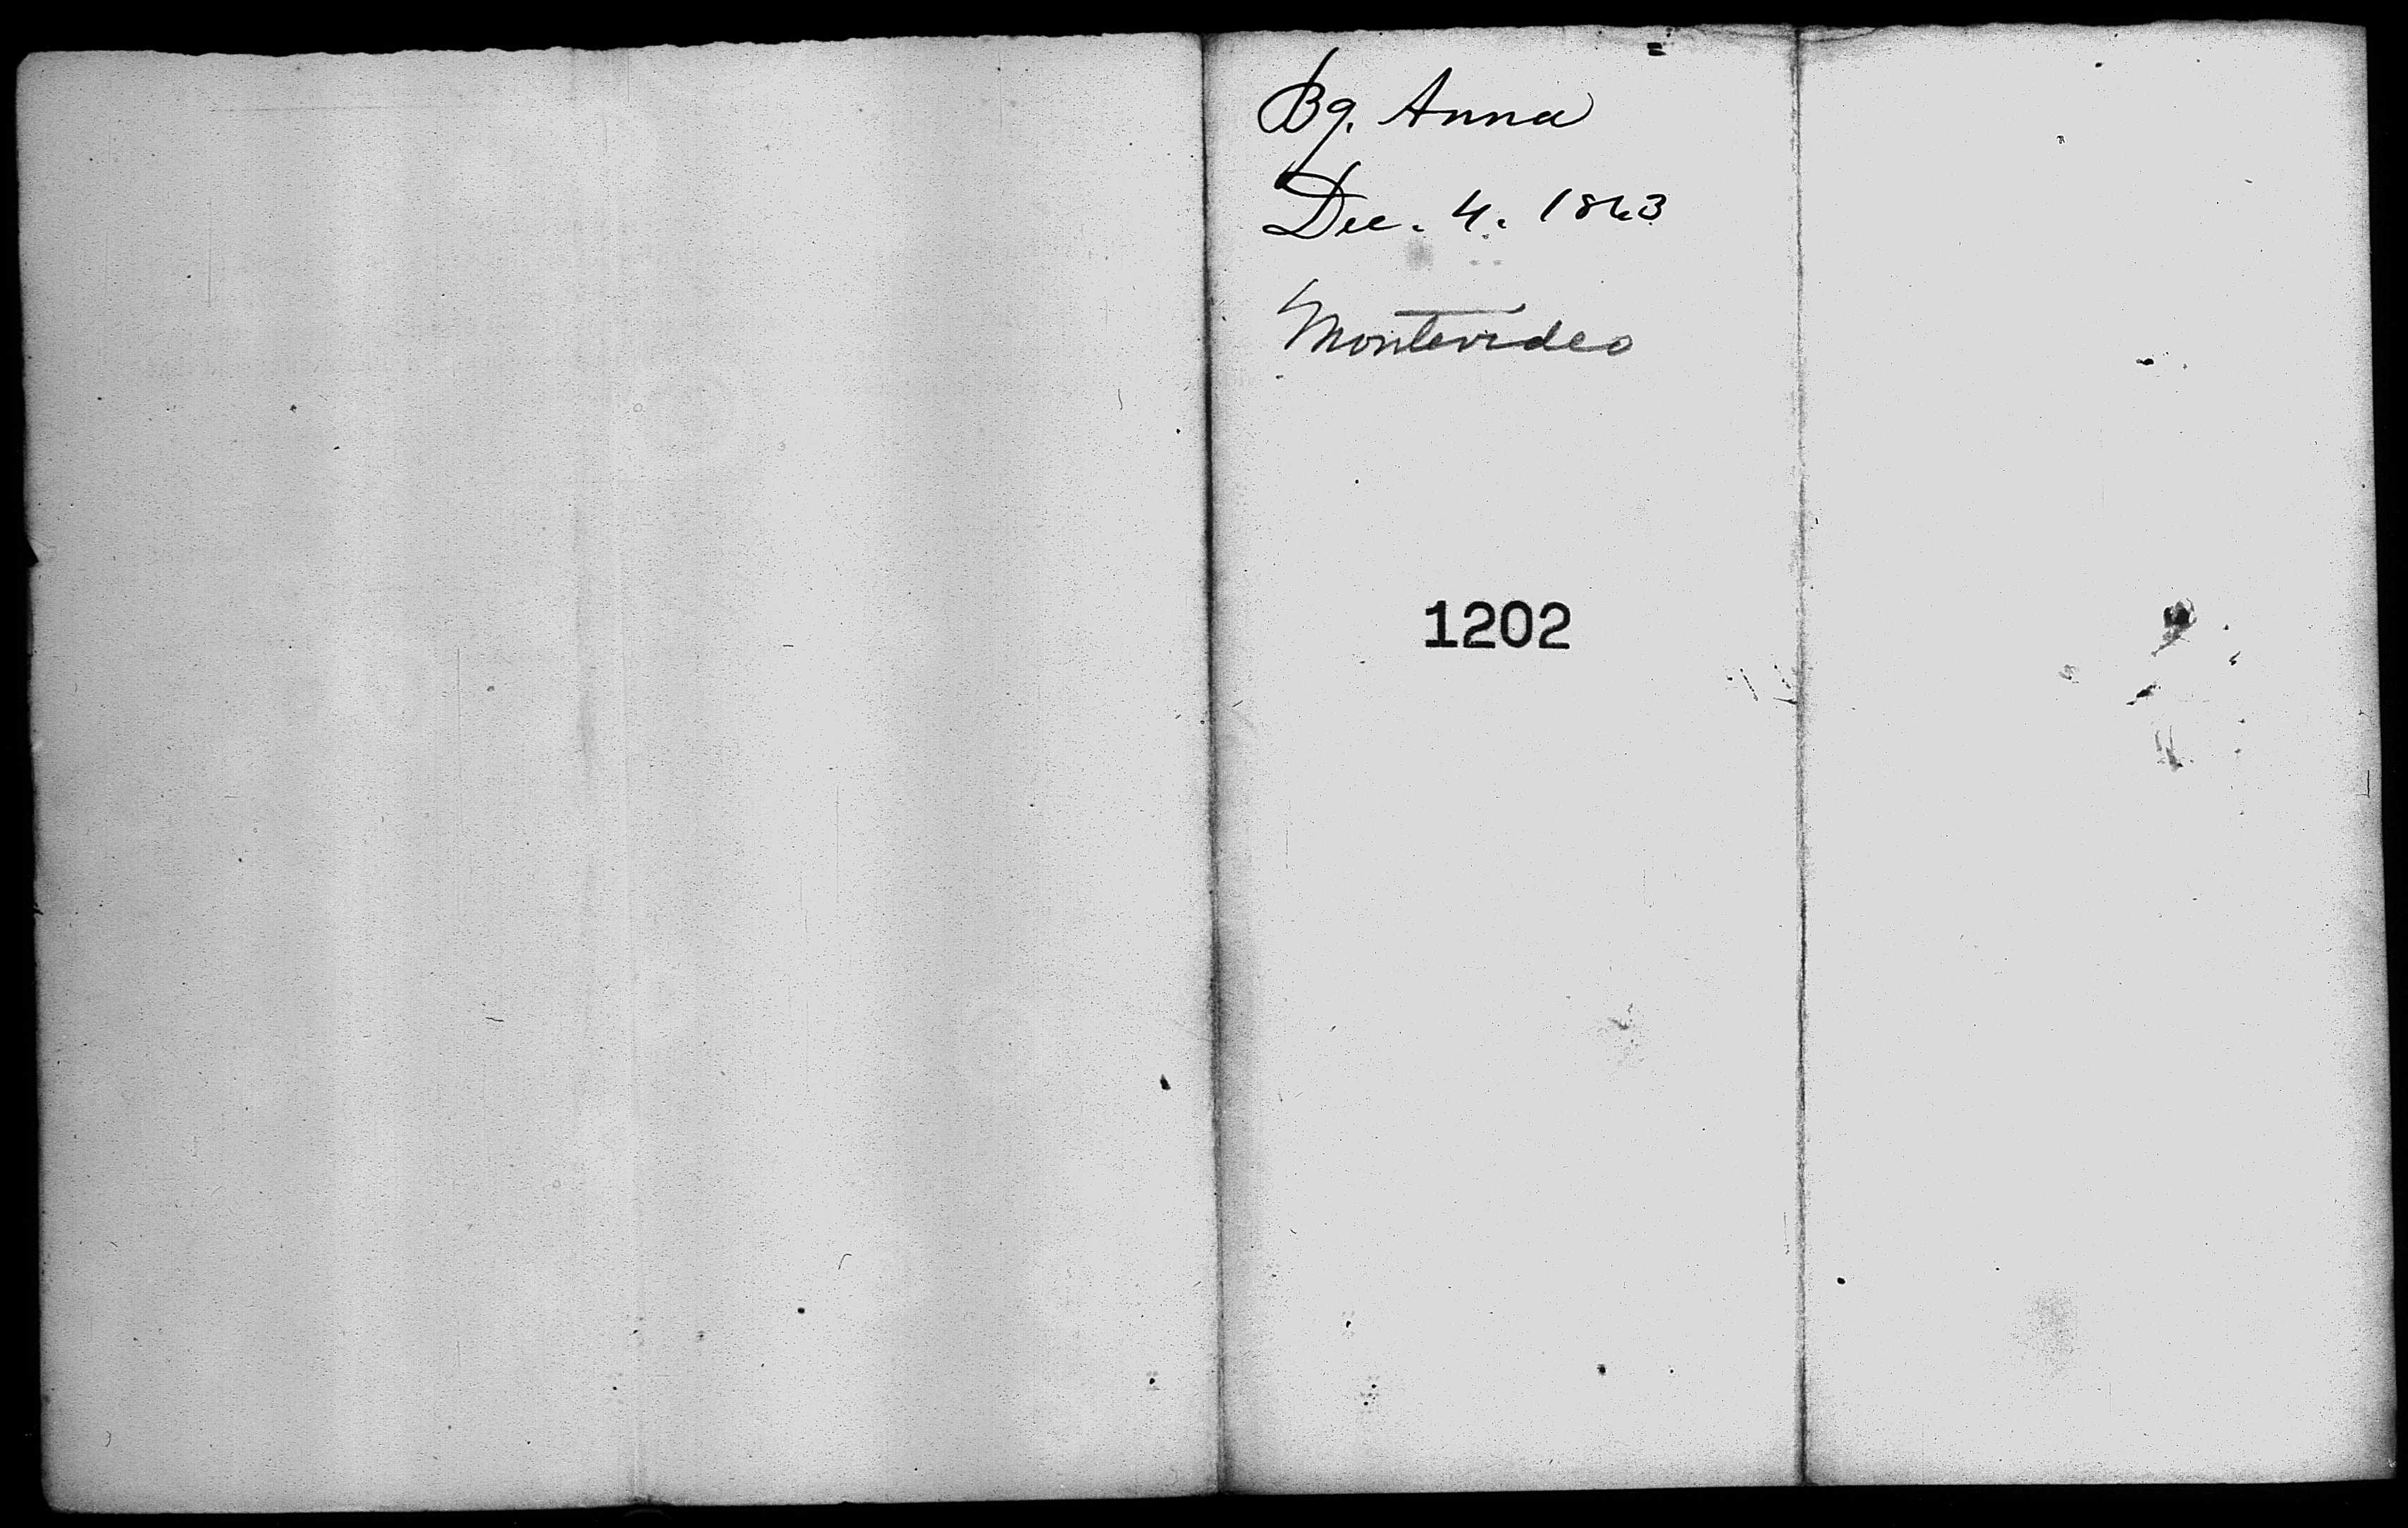 Bg. Anna
Dec. 4. 1863
Montevideo
1202